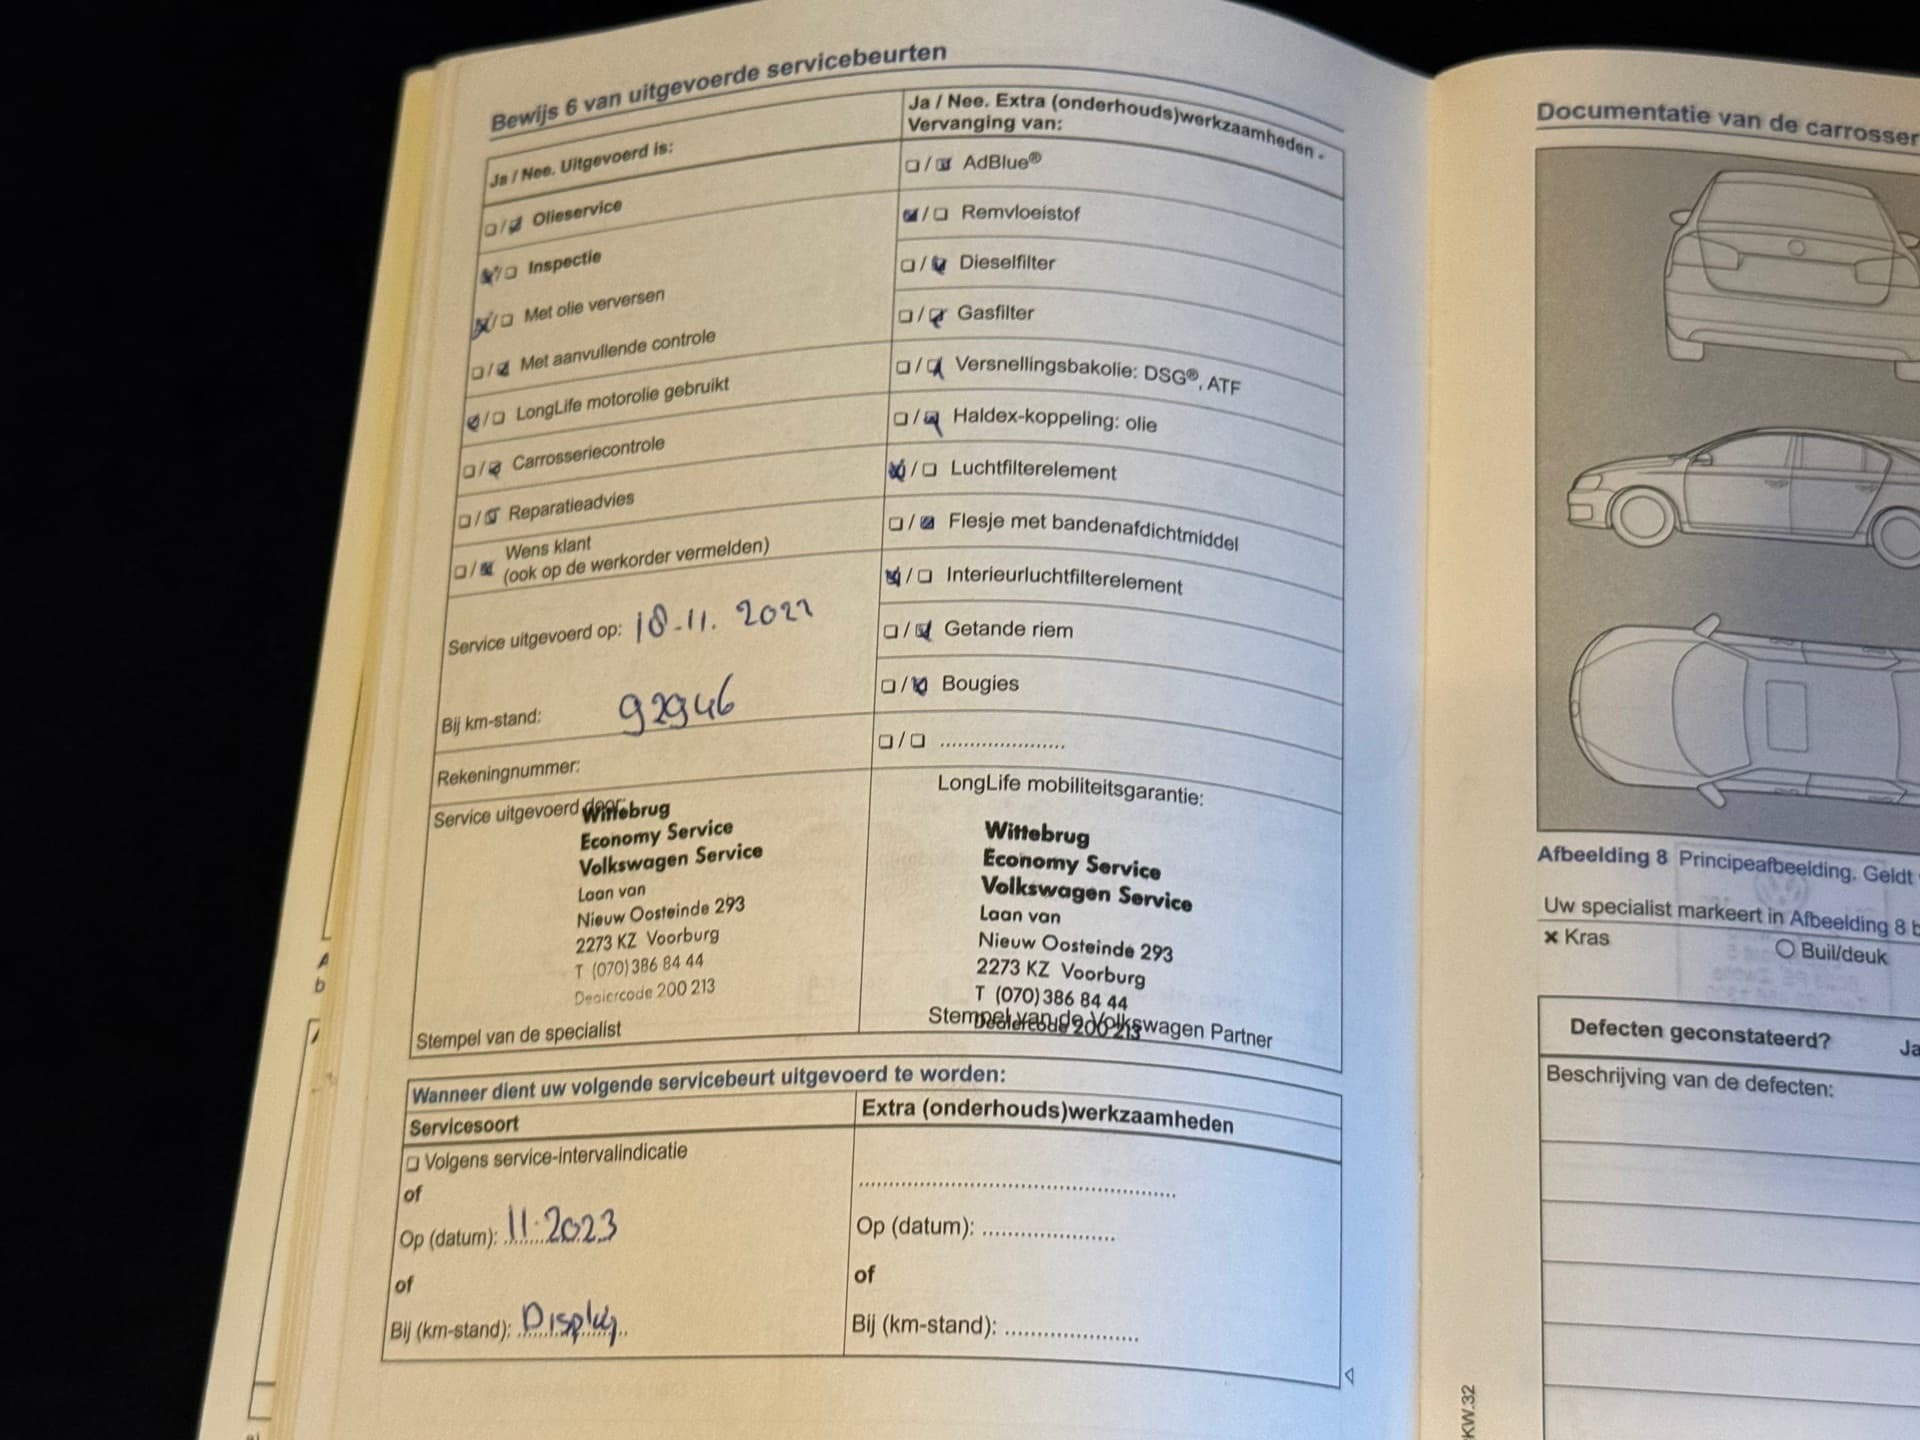 Bewijs 6 van uitgevoerde servicebeurten
Ja / Nee. Uitgevoerd is:
Olieservice
Inspectie
Met olie verversen
Met aanvullende controle
LongLife motorolie gebruikt
Carrosseriecontrole
Reparatieadvies
Wens klant
(ook op de werkorder vermelden)
Service uitgevoerd op: 18-11. 2022
Bij km-stand: 92946
Rekeningnummer:
Service uitgevoerd door:
Wittebrug
Economy Service
Volkswagen Service
Laan van
Nieuw Oosteinde 293
2273 KZ Voorburg
T (070) 386 84 44
Dealercode 200 213
Stempel van de specialist
Ja / Nee. Extra (onderhouds)werkzaamheden -
Vervanging van:
AdBlue®
Remvloeistof
Dieselfilter
Gasfilter
Versnellingsbakolie: DSG®, ATF
Haldex-koppeling: olie
Luchtfilterelement
Flesje met bandenafdichtmiddel
Interieurluchtfilterelement
Getande riem
Bougies
LongLife mobiliteitsgarantie:
Wittebrug
Economy Service
Volkswagen Service
Laan van
Nieuw Oosteinde 293
2273 KZ Voorburg
T (070) 386 84 44
Dealercode 200 213
Stempel van de Volkswagen Partner
Wanneer dient uw volgende servicebeurt uitgevoerd te worden:
Servicesoort
Volgens service-intervalindicatie
of
Op (datum): 11-2023
of
Bij (km-stand): Display
Extra (onderhouds)werkzaamheden
Op (datum):
of
Bij (km-stand):
Documentatie van de carrosser
Afbeelding 8 Principeafbeelding. Geldt
Uw specialist markeert in Afbeelding 8 b
x Kras
O Buil/deuk
Defecten geconstateerd? Ja
Beschrijving van de defecten:
KW.32